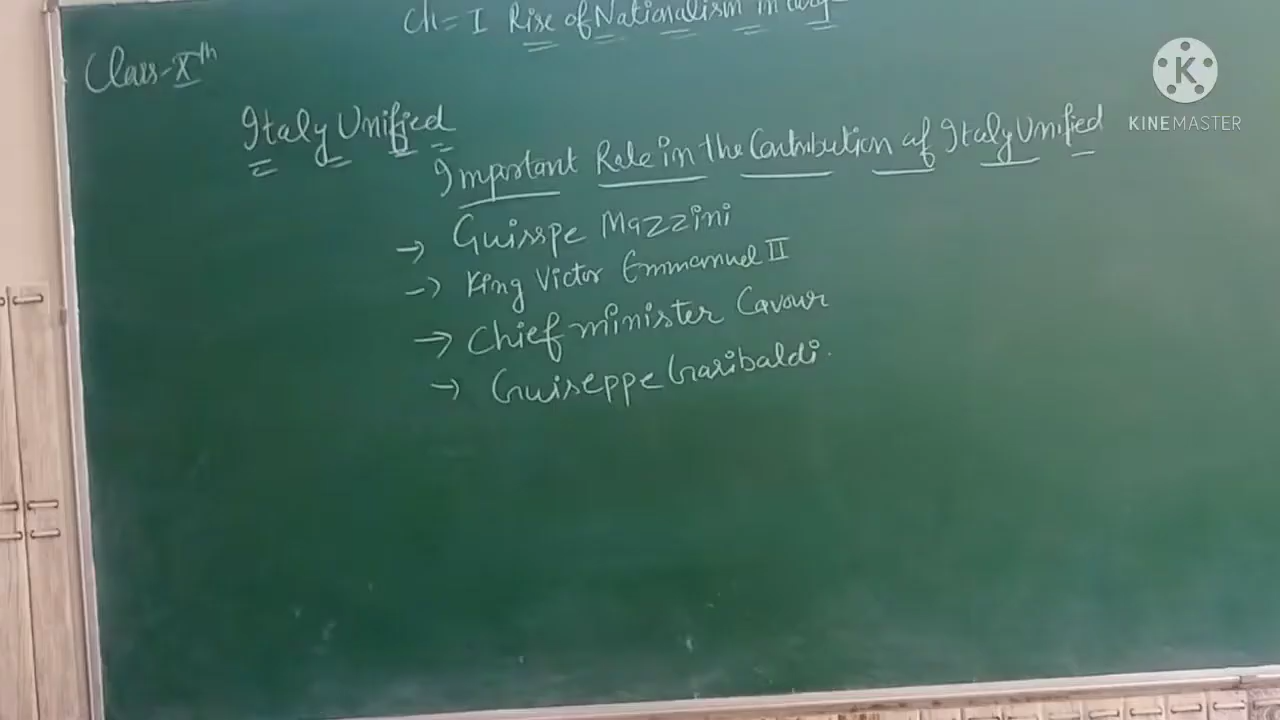 Ch = I Rise of Nationalism in
Class-Xth
Italy Unified
Important Role in the Contribution of Italy Unified
→ Guisspe Mazzini
→ King Victor Emmanuel II
→ Chief minister Cavour
→ Guiseppe Garibaldi.
K
KINEMASTER